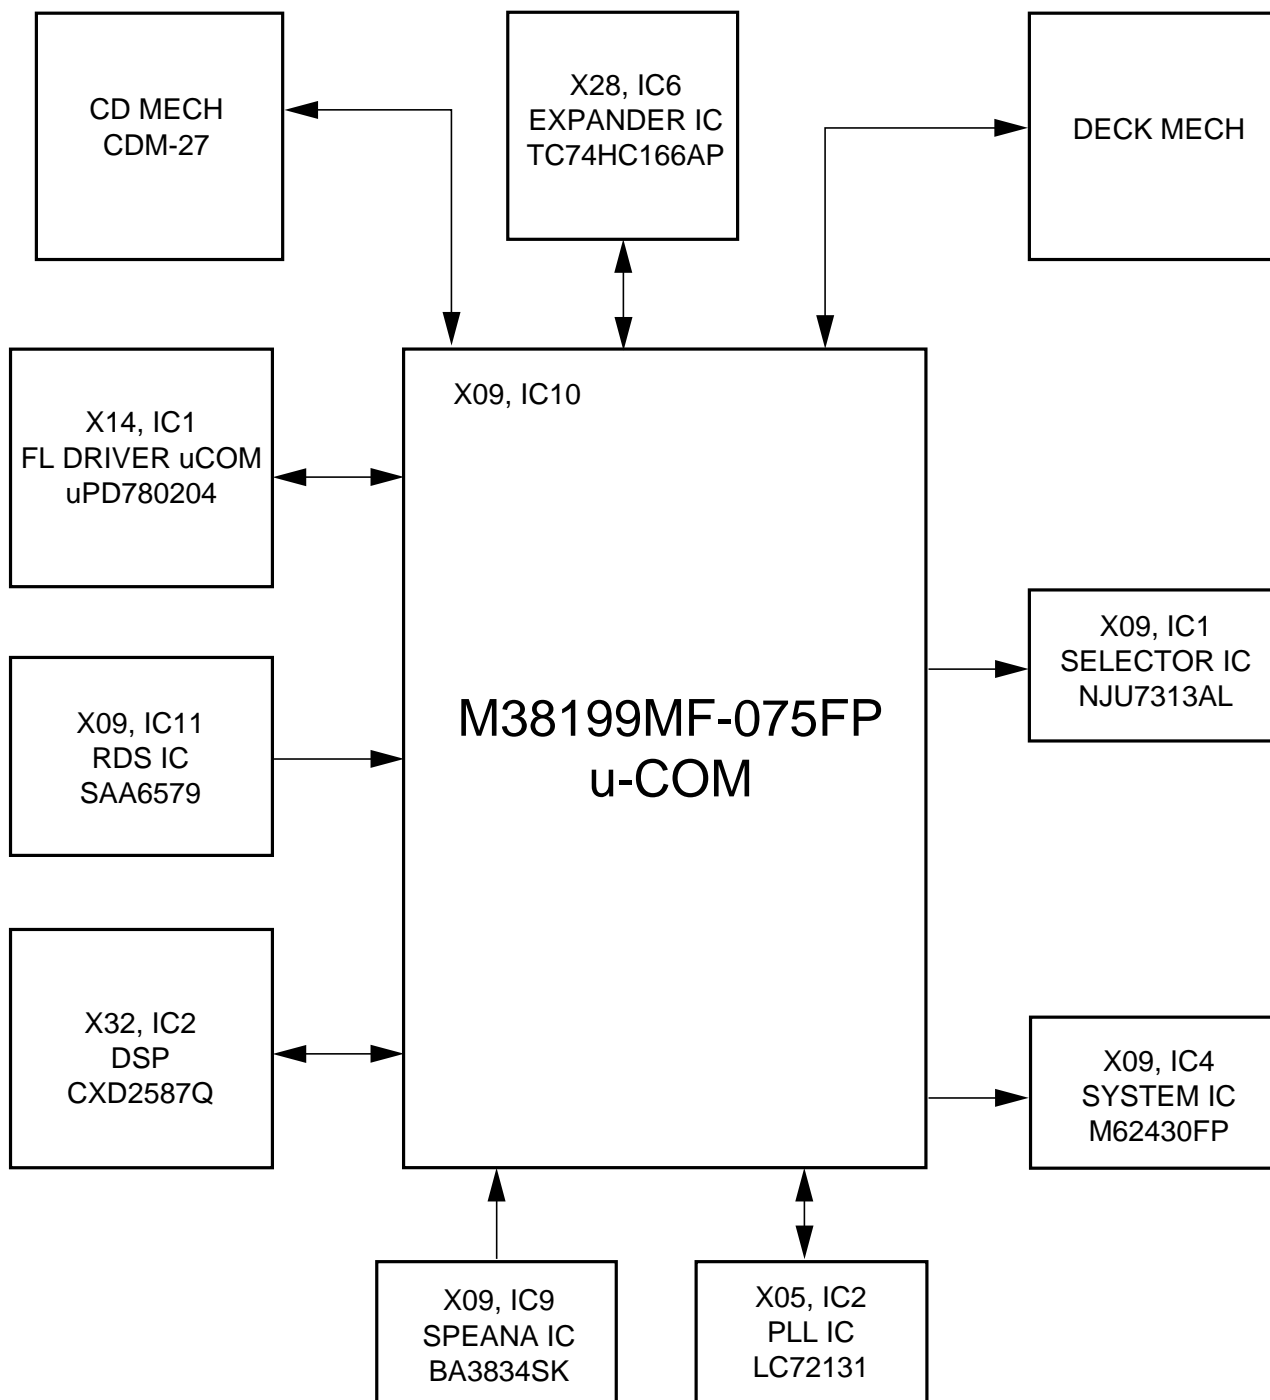 CD MECH
CDM-27
X28, IC6
EXPANDER IC
TC74HC166AP
DECK MECH
X09, IC10
X14, IC1
FL DRIVER uCOM
uPD780204
X09, IC1
SELECTOR IC
NJU7313AL
X09, IC11
RDS IC
SAA6579
M38199MF-075FP
u-COM
X32, IC2
DSP
CXD2587Q
X09, IC4
SYSTEM IC
M62430FP
X09, IC9
SPEANA IC
BA3834SK
X05, IC2
PLL IC
LC72131